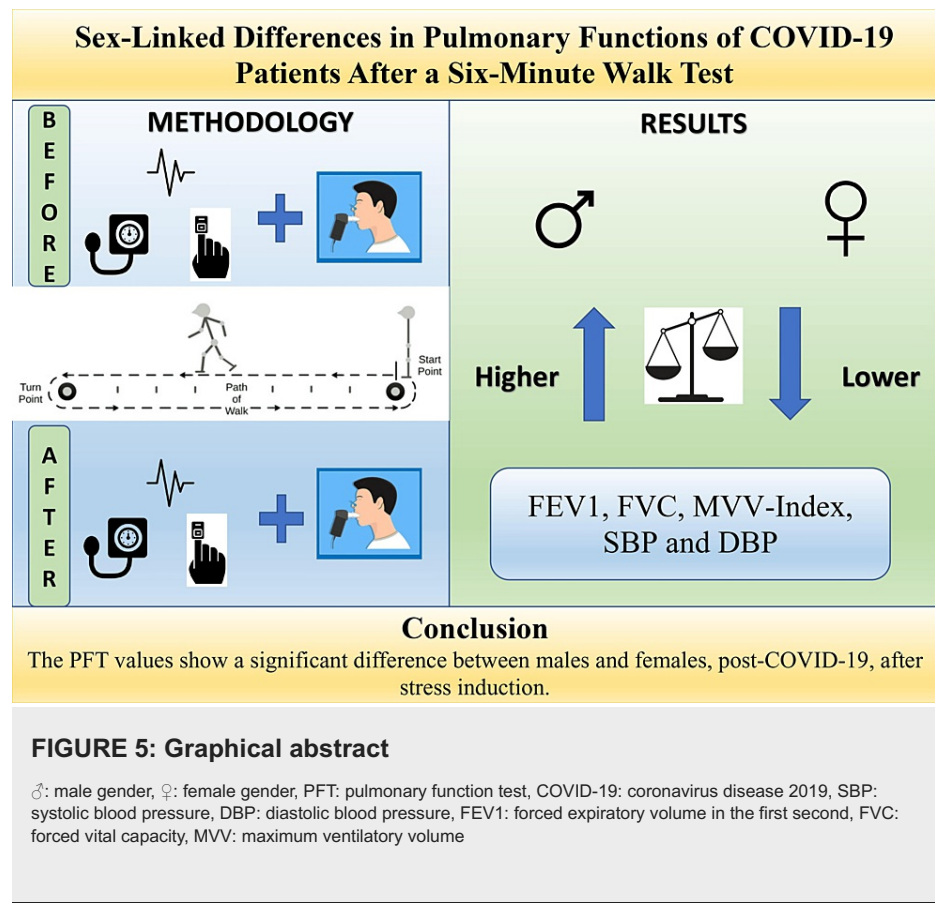 Sex-Linked Differences in Pulmonary Functions of COVID-19
Patients After a Six-Minute Walk Test
BEFORE
METHODOLOGY
Turn
Point
Path
of
Walk
Start
Point
AFTER
RESULTS
♂
♀
Higher
Lower
FEV1, FVC, MVV-Index,
SBP and DBP
Conclusion
The PFT values show a significant difference between males and females, post-COVID-19, after
stress induction.
FIGURE 5: Graphical abstract
♂: male gender, ♀: female gender, PFT: pulmonary function test, COVID-19: coronavirus disease 2019, SBP:
systolic blood pressure, DBP: diastolic blood pressure, FEV1: forced expiratory volume in the first second, FVC:
forced vital capacity, MVV: maximum ventilatory volume